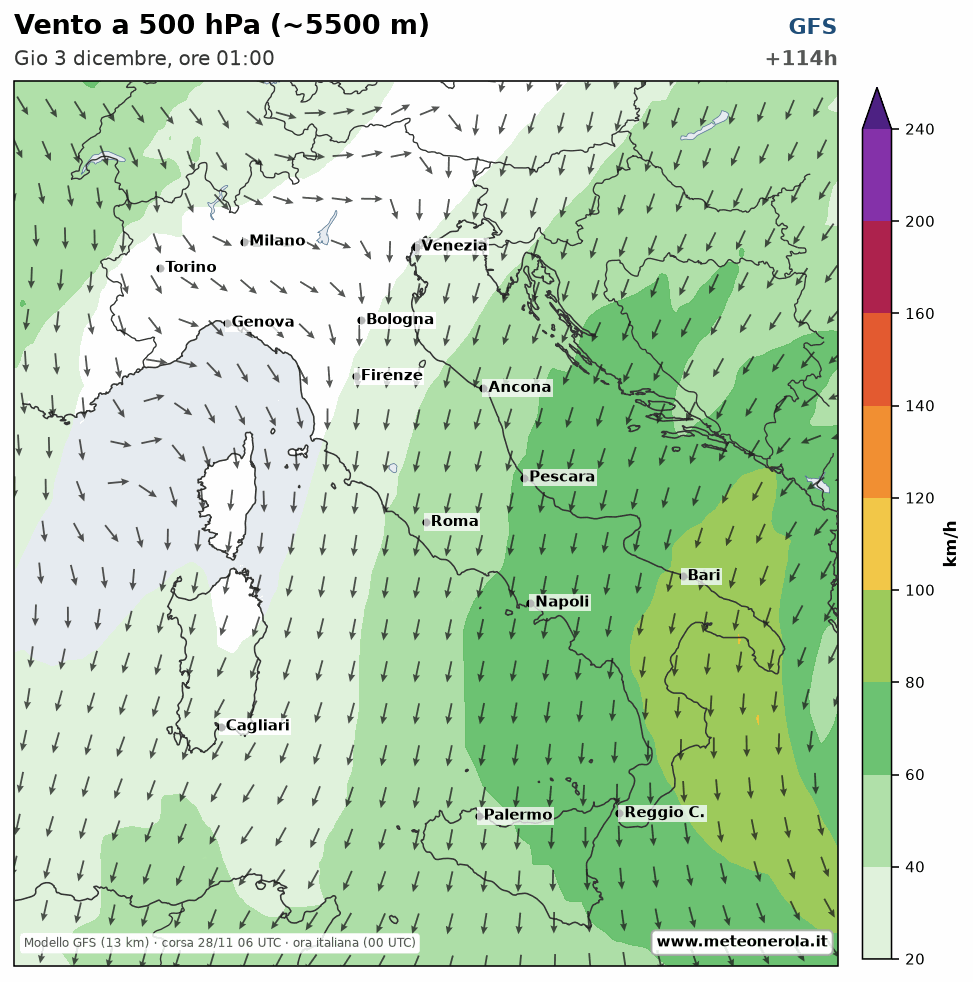 Vento a 500 hPa (~5500 m)
GFS
Gio 3 dicembre, ore 01:00
+114h
Milano
Venezia
Torino
Genova
Bologna
Firenze
Ancona
Pescara
Roma
Bari
Napoli
Cagliari
Palermo
Reggio C.
240
200
160
140
120
100
80
60
40
20
km/h
Modello GFS (13 km) · corsa 28/11 06 UTC · ora italiana (00 UTC)
www.meteonerola.it